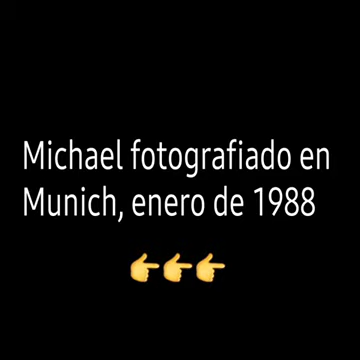 Michael fotografiado en
Munich, enero de 1988
👉👉👉